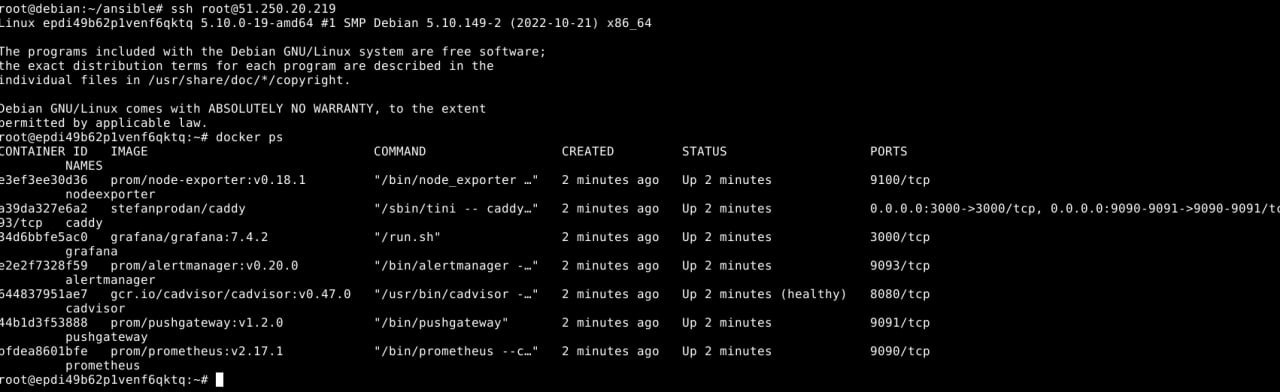 root@debian:~/ansible# ssh root@51.250.20.219
Linux epdi49b62p1venf6qktq 5.10.0-19-amd64 #1 SMP Debian 5.10.149-2 (2022-10-21) x86_64
The programs included with the Debian GNU/Linux system are free software;
the exact distribution terms for each program are described in the
individual files in /usr/share/doc/*/copyright.
Debian GNU/Linux comes with ABSOLUTELY NO WARRANTY, to the extent
permitted by applicable law.
root@epdi49b62p1venf6qktq:~# docker ps
CONTAINER ID   IMAGE                              COMMAND                  CREATED         STATUS                   PORTS
NAMES
e3ef3ee30d36   prom/node-exporter:v0.18.1         "/bin/node_exporter …"   2 minutes ago   Up 2 minutes             9100/tcp
nodeexporter
a39da327e6a2   stefanprodan/caddy                 "/sbin/tini -- caddy…"   2 minutes ago   Up 2 minutes             0.0.0.0:3000->3000/tcp, 0.0.0.0:9090-9091->9090-9091/tc
93/tcp   caddy
34d6bbfe5ac0   grafana/grafana:7.4.2              "/run.sh"                2 minutes ago   Up 2 minutes             3000/tcp
grafana
e2e2f7328f59   prom/alertmanager:v0.20.0          "/bin/alertmanager -…"   2 minutes ago   Up 2 minutes             9093/tcp
alertmanager
644837951ae7   gcr.io/cadvisor/cadvisor:v0.47.0   "/usr/bin/cadvisor -…"   2 minutes ago   Up 2 minutes (healthy)   8080/tcp
cadvisor
44b1d3f53888   prom/pushgateway:v1.2.0            "/bin/pushgateway"       2 minutes ago   Up 2 minutes             9091/tcp
pushgateway
bfdea8601bfe   prom/prometheus:v2.17.1            "/bin/prometheus --c…"   2 minutes ago   Up 2 minutes             9090/tcp
prometheus
root@epdi49b62p1venf6qktq:~#